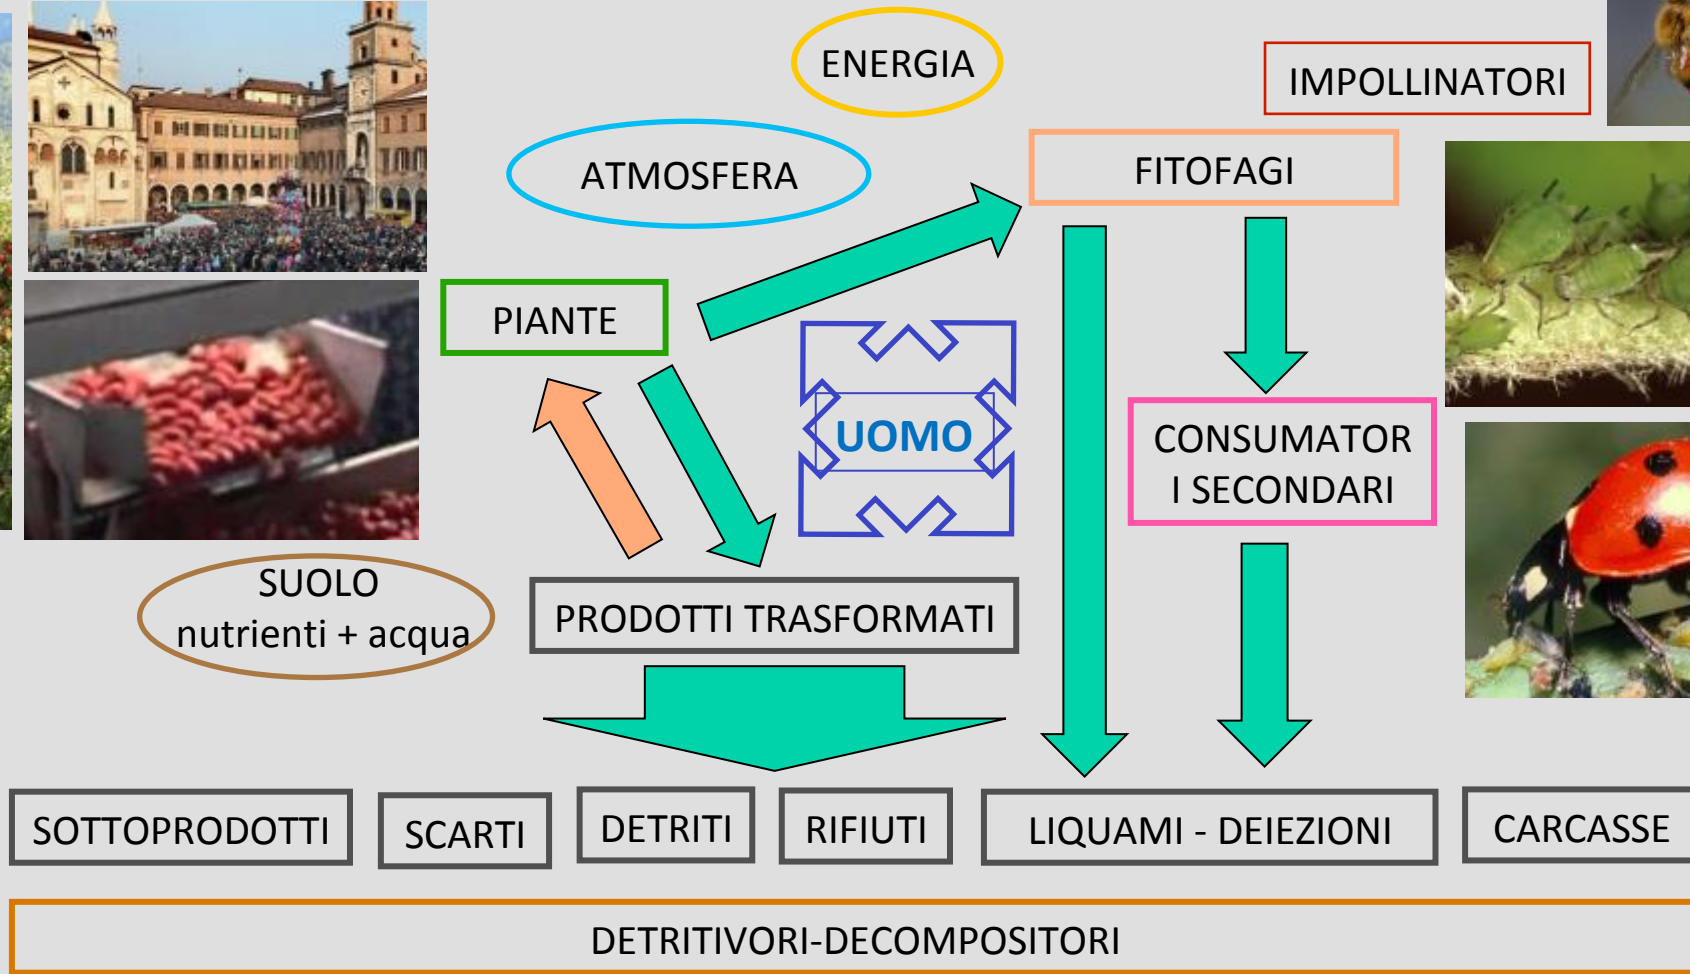 ENERGIA
IMPOLLINATORI
ATMOSFERA
FITOFAGI
PIANTE
UOMO
CONSUMATOR
I SECONDARI
SUOLO
nutrienti + acqua
PRODOTTI TRASFORMATI
SOTTOPRODOTTI
SCARTI
DETRITI
RIFIUTI
LIQUAMI - DEIEZIONI
CARCASSE
DETRITIVORI-DECOMPOSITORI